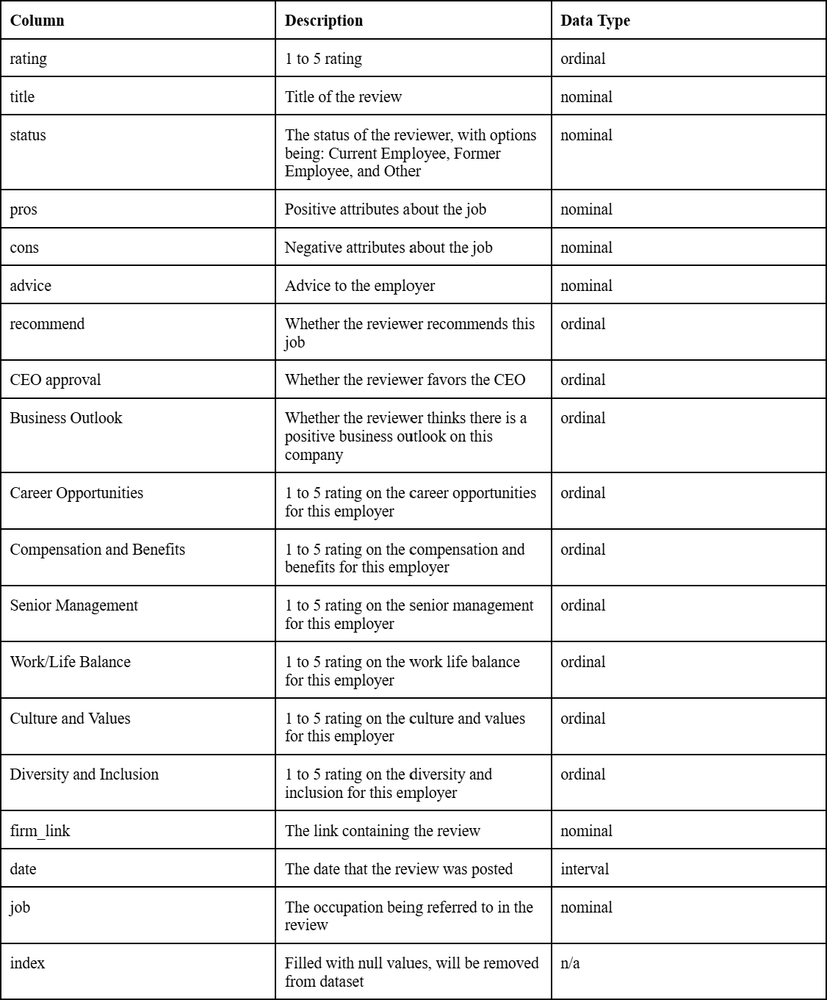 Column Description Data Type
rating 1 to 5 rating ordinal
title Title of the review nominal
status The status of the reviewer, with options nominal
being: Current Employee, Former
Employee, and Other
pros Positive attributes about the job nominal
cons Negative attributes about the job nominal
advice Advice to the employer nominal
recommend Whether the reviewer recommends this ordinal
job
CEO approval Whether the reviewer favors the CEO ordinal
Business Outlook Whether the reviewer thinks there is a ordinal
positive business outlook on this
company
Career Opportunities 1 to 5 rating on the career opportunities ordinal
for this employer
Compensation and Benefits 1 to 5 rating on the compensation and ordinal
benefits for this employer
Senior Management 1 to 5 rating on the senior management ordinal
for this employer
Work/Life Balance 1 to 5 rating on the work life balance ordinal
for this employer
Culture and Values 1 to 5 rating on the culture and values ordinal
for this employer
Diversity and Inclusion 1 to 5 rating on the diversity and ordinal
inclusion for this employer
firm_link The link containing the review nominal
date The date that the review was posted interval
job The occupation being referred to in the nominal
review
index Filled with null values, will be removed n/a
from dataset